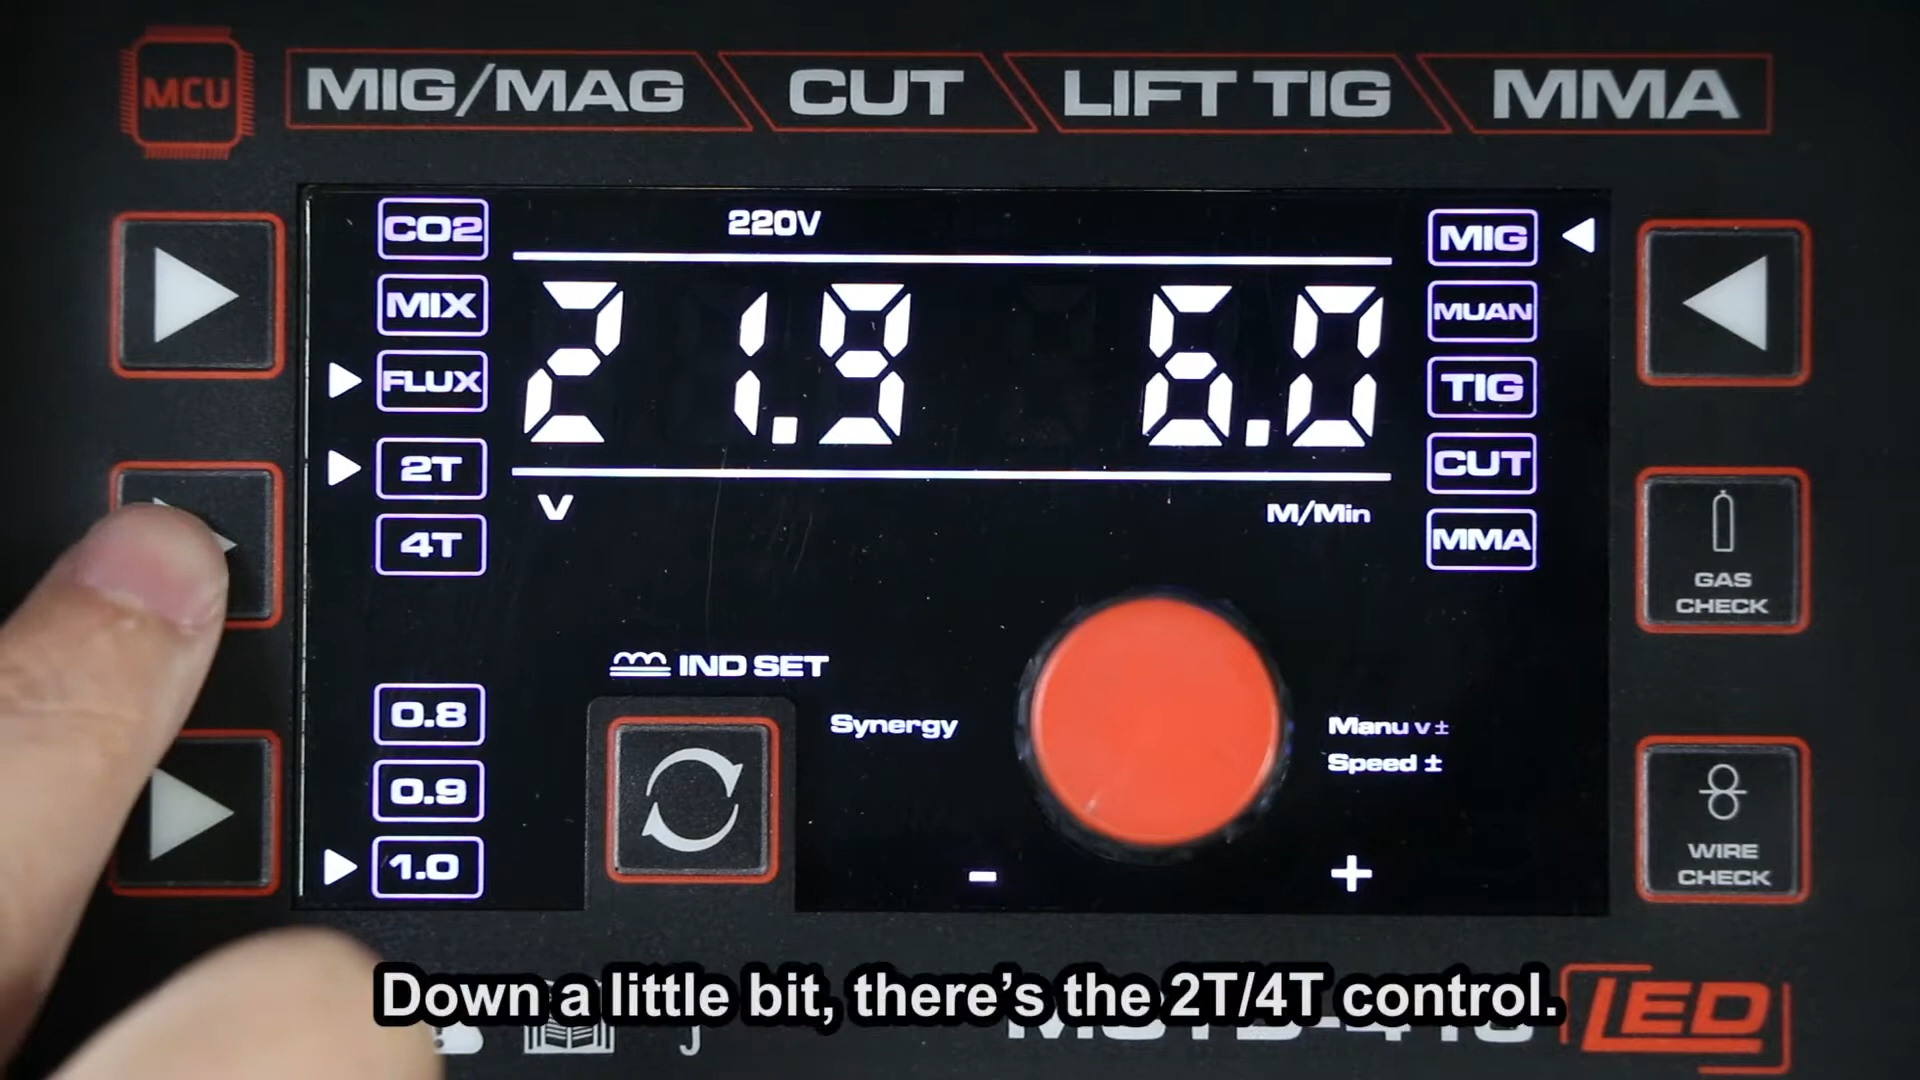 MCU
MIG/MAG
CUT
LIFT TIG
MMA
CO2
220V
MIG
MIX
21.9
6.0
MUAN
FLUX
TIG
2T
CUT
V
M/Min
4T
MMA
GAS
CHECK
IND SET
0.8
Synergy
Manu v ±
Speed ±
0.9
WIRE
CHECK
1.0
-
+
Down a little bit, there’s the 2T/4T control.
LED